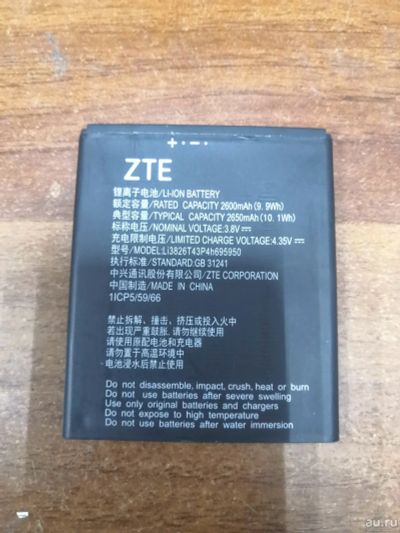 + · − ·
ZTE
锂离子电池/LI-ION BATTERY
额定容量/RATED CAPACITY 2600mAh(9.9Wh)
典型容量/TYPICAL CAPACITY 2650mAh(10.1Wh)
标称电压/NOMINAL VOLTAGE:3.8V⎓
充电限制电压/LIMITED CHARGE VOLTAGE:4.35V
型号/MODEL:Li3826T43P4h695950
执行标准/STANDARD:GB 31241
中兴通讯股份有限公司/ZTE CORPORATION
中国制造/MADE IN CHINA
1ICP5/59/66
禁止拆解、撞击、挤压或投入火中
若出现严重鼓胀、请勿继续使用
请使用原配电池和充电器
请勿置于高温环境中
电池浸水后禁止使用
Do not disassemble, impact, crush, heat or burn
Do not use batteries after severe swelling
Use only original batteries and chargers
Do not expose to high temperature
Do not use batteries after water immersion
au.ru